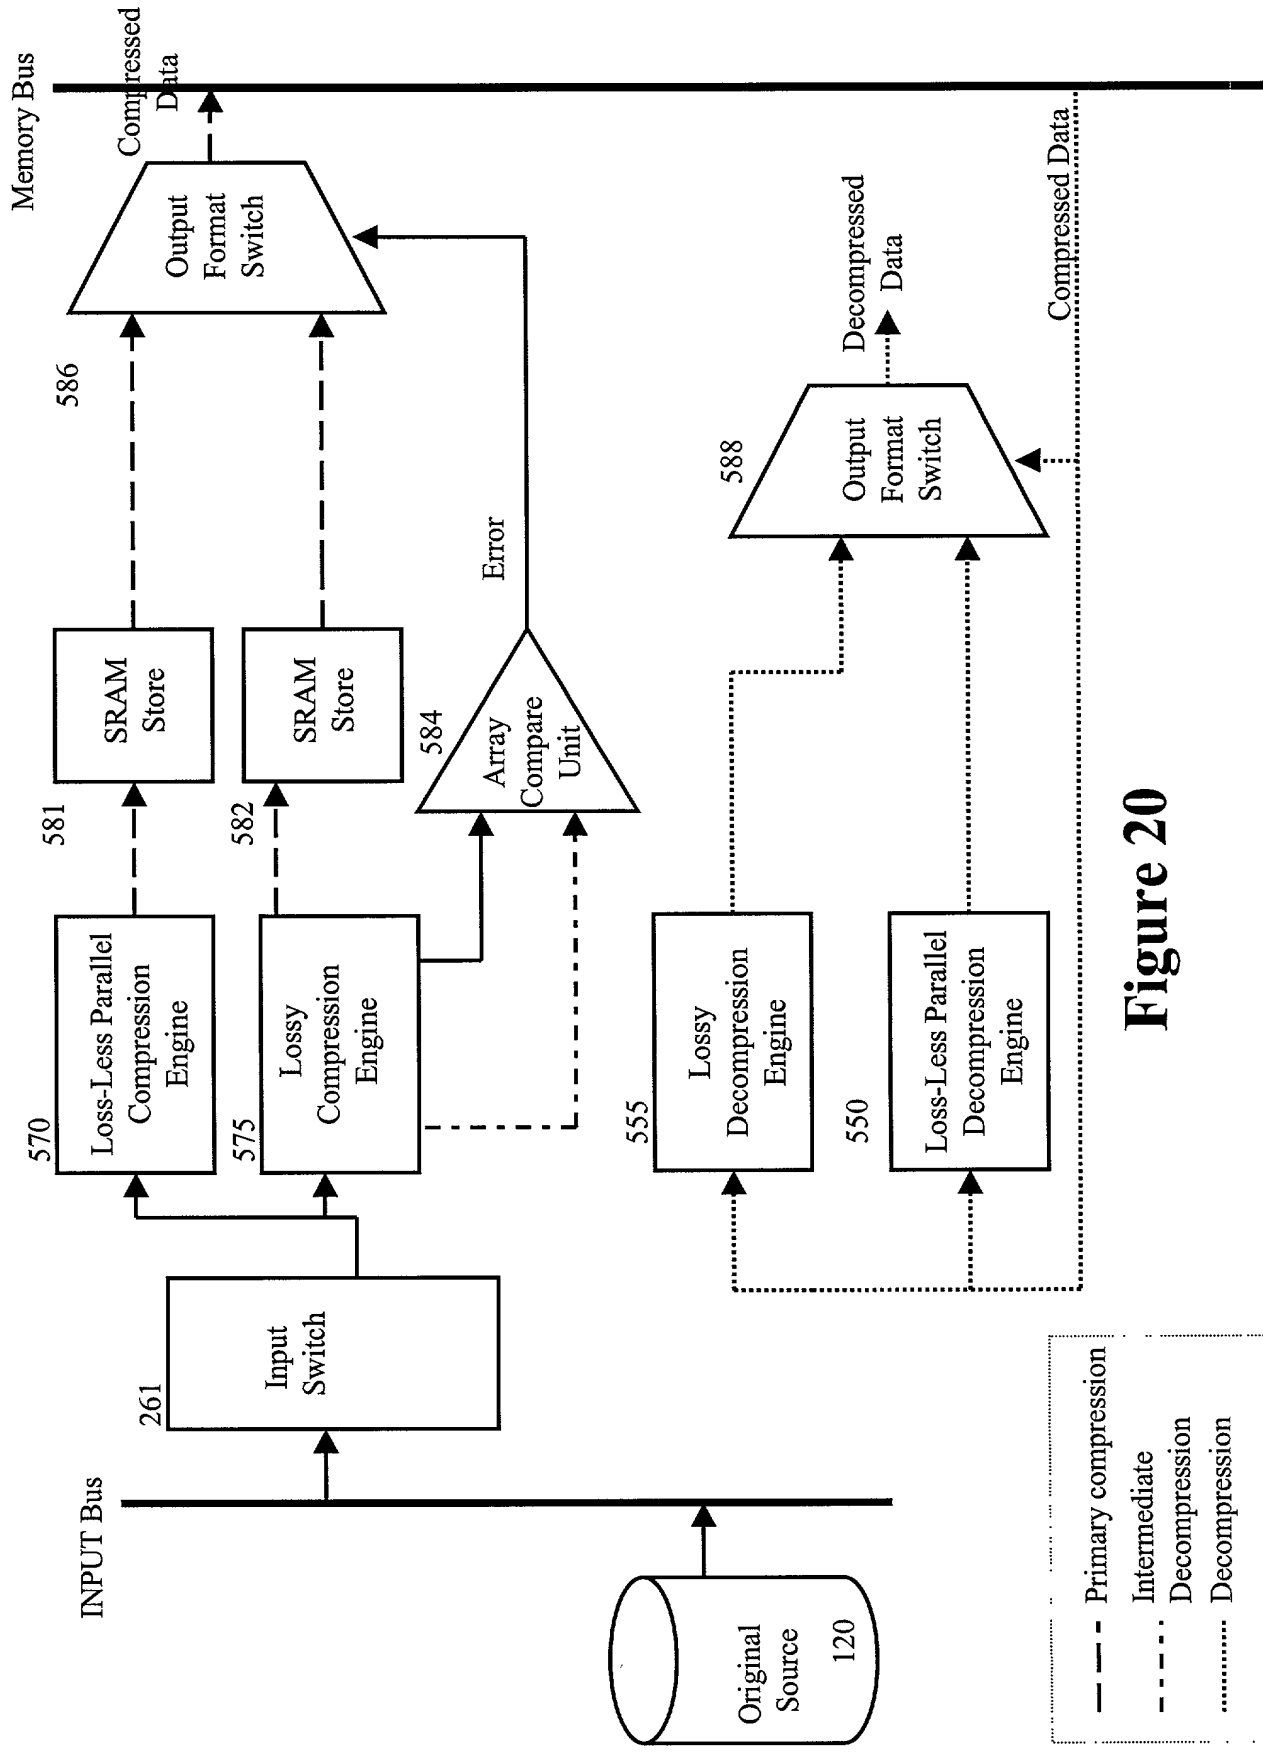 Memory Bus
INPUT Bus
Compressed
Data
586
Output
Format
Switch
581
SRAM
Store
582
SRAM
Store
584
Array
Compare
Unit
Error
570
Loss-Less Parallel
Compression
Engine
575
Lossy
Compression
Engine
261
Input
Switch
Original
Source
120
555
Lossy
Decompression
Engine
550
Loss-Less Parallel
Decompression
Engine
588
Output
Format
Switch
Decompressed
Data
Compressed Data
Primary compression
Intermediate
Decompression
Decompression
Figure 20